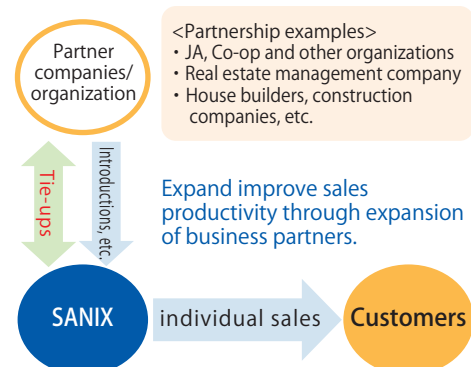 Partner
companies/
organization
<Partnership examples>
・JA, Co-op and other organizations
・Real estate management company
・House builders, construction
companies, etc.
Tie-ups
Introductions, etc.
Expand improve sales
productivity through expansion
of business partners.
SANIX
individual sales
Customers